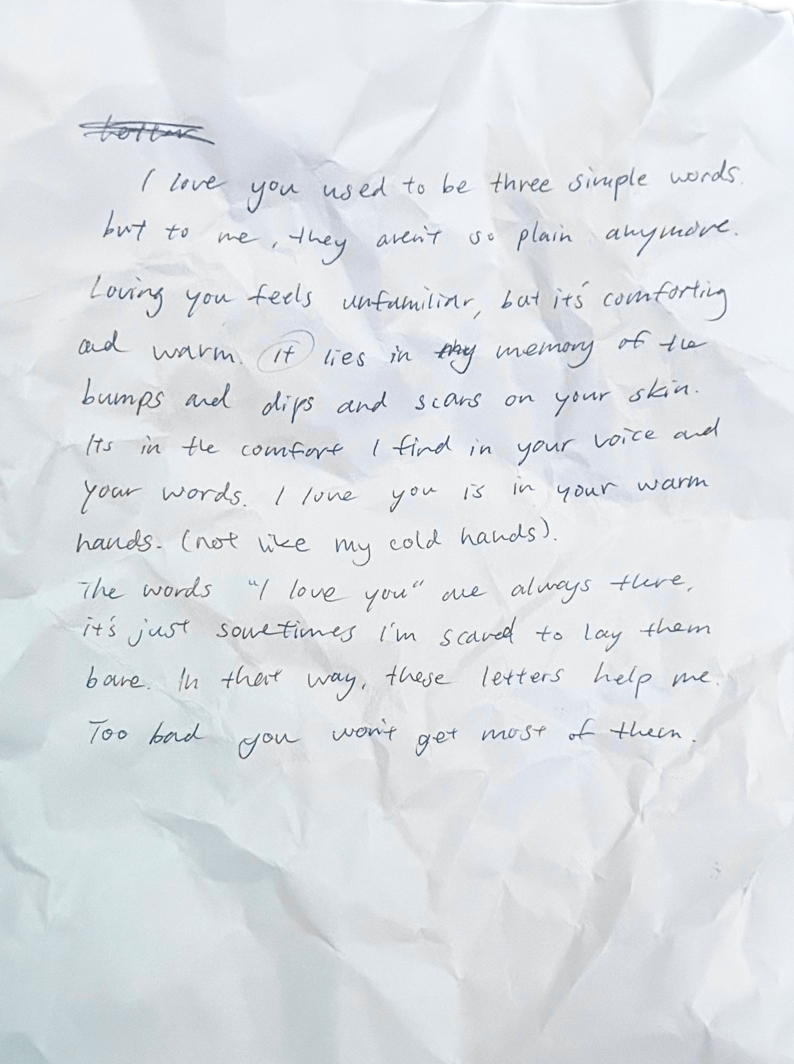 I love you used to be three simple words.
but to me, they aren't so plain anymore.
Loving you feels unfamiliar, but it's comforting
and warm. it lies in my memory of the
bumps and dips and scars on your skin.
Its in the comfort I find in your voice and
your words. I love you is in your warm
hands. (not like my cold hands).
The words "I love you" are always there,
it's just sometimes I'm scared to lay them
bare. In that way, these letters help me.
Too bad you won't get most of them.